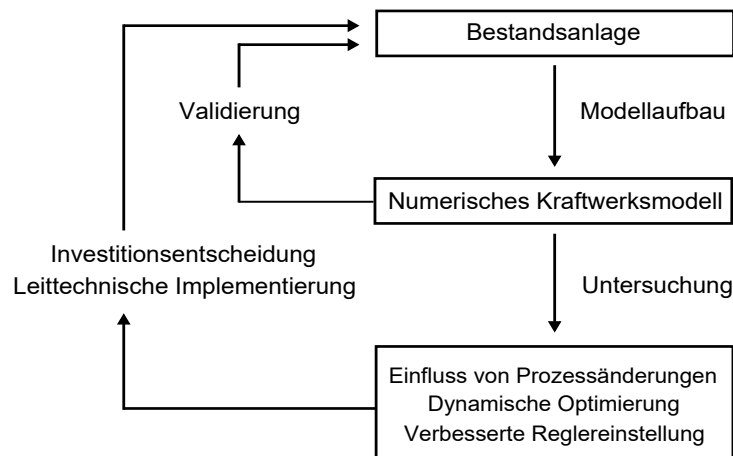 Bestandsanlage
Validierung
Modellaufbau
Numerisches Kraftwerksmodell
Investitionsentscheidung
Leittechnische Implementierung
Untersuchung
Einfluss von Prozessänderungen
Dynamische Optimierung
Verbesserte Reglereinstellung